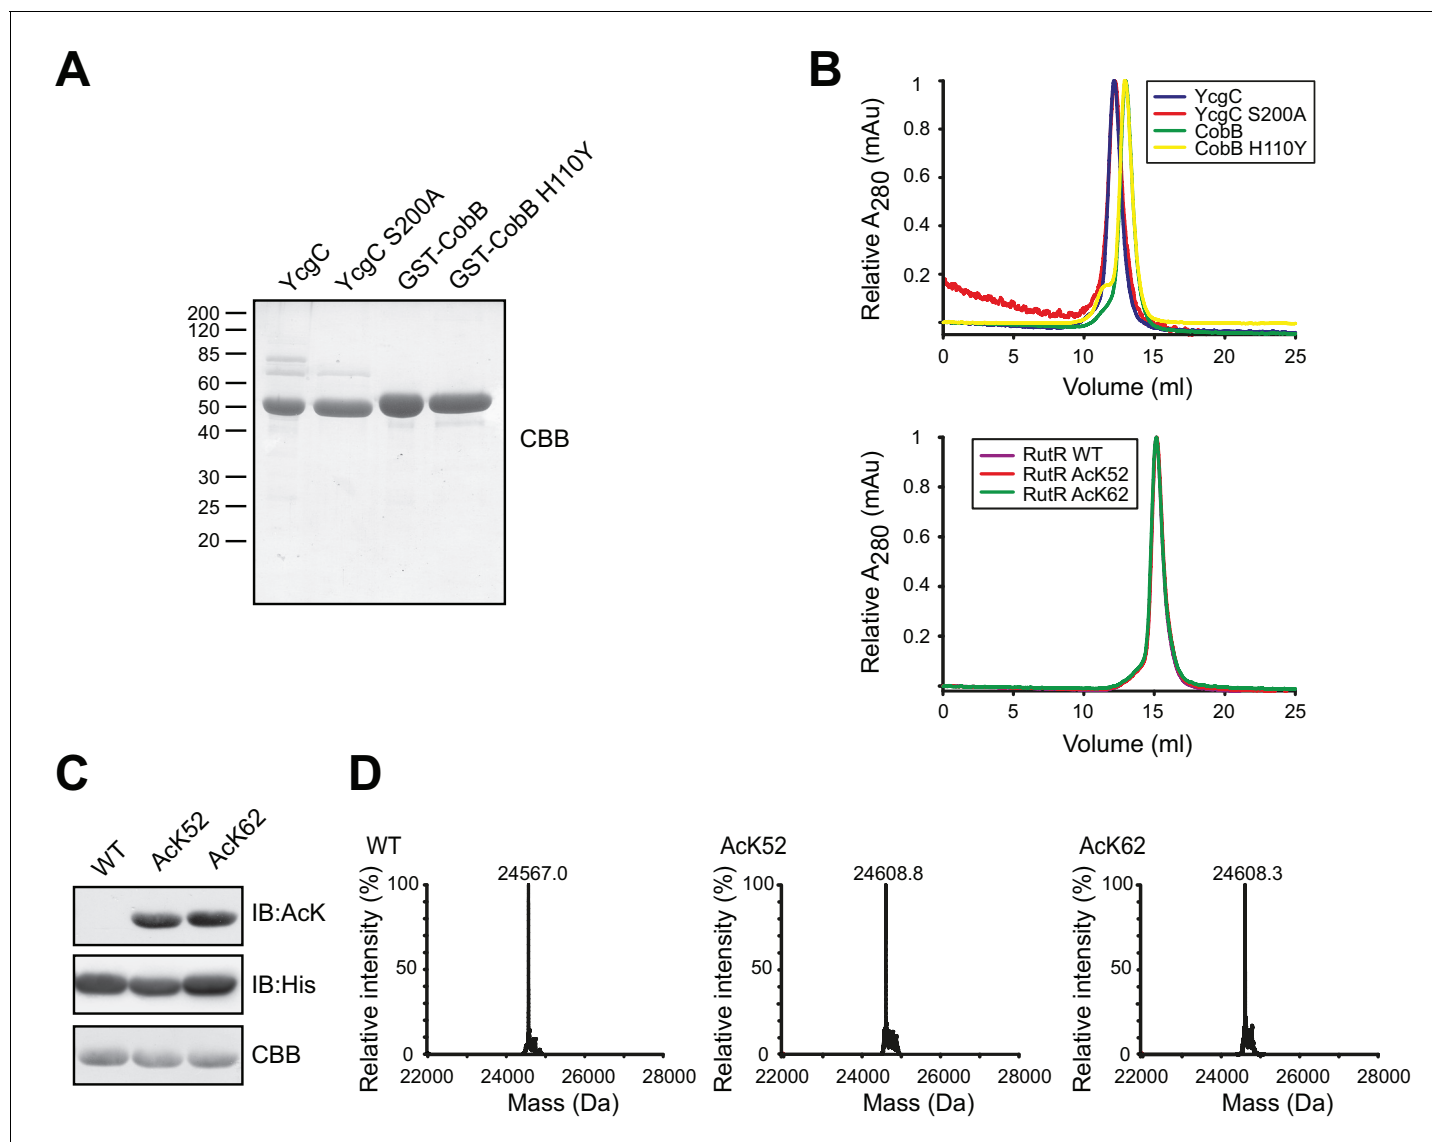 A
YcgC
YcgC S200A
GST-CobB
GST-CobB H110Y
200
120
85
60
50
40
30
25
20
CBB
B
Relative A280 (mAu)
1
0.8
0.6
0.4
0.2
YcgC
YcgC S200A
CobB
CobB H110Y
0 5 10 15 20 25
Volume (ml)
Relative A280 (mAu)
1
0.8
0.6
0.4
0.2
RutR WT
RutR AcK52
RutR AcK62
0 5 10 15 20 25
Volume (ml)
C
WT
AcK52
AcK62
IB:AcK
IB:His
CBB
D
WT
24567.0
Relative intensity (%)
100
50
0
22000 24000 26000 28000
Mass (Da)
AcK52
24608.8
Relative intensity (%)
100
50
0
22000 24000 26000 28000
Mass (Da)
AcK62
24608.3
Relative intensity (%)
100
50
0
22000 24000 26000 28000
Mass (Da)